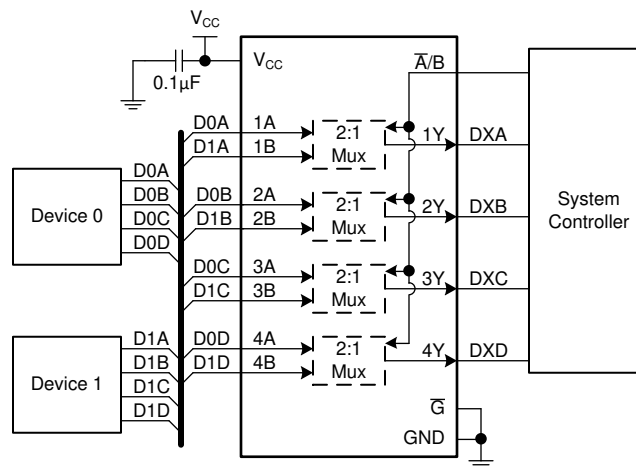 V_CC
0.1µF
V_CC
A̅/B
D0A 1A
D1A 1B
2:1
Mux
1Y DXA
D0B 2A
D1B 2B
2:1
Mux
2Y DXB
D0C 3A
D1C 3B
2:1
Mux
3Y DXC
D0D 4A
D1D 4B
2:1
Mux
4Y DXD
G̅
GND
Device 0
D0A
D0B
D0C
D0D
Device 1
D1A
D1B
D1C
D1D
System
Controller